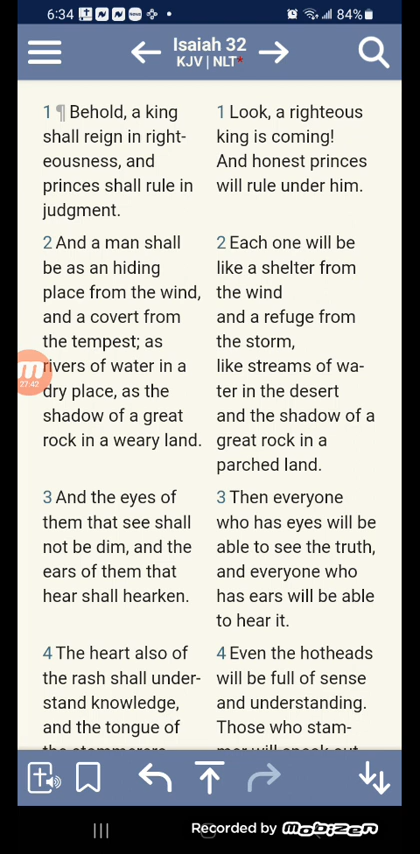 6:34
84%
Isaiah 32
KJV | NLT*
1 ¶ Behold, a king
shall reign in right-
eousness, and
princes shall rule in
judgment.
2 And a man shall
be as an hiding
place from the wind,
and a covert from
the tempest; as
rivers of water in a
dry place, as the
shadow of a great
rock in a weary land.
3 And the eyes of
them that see shall
not be dim, and the
ears of them that
hear shall hearken.
4 The heart also of
the rash shall under-
stand knowledge,
and the tongue of
the stammerers
1 Look, a righteous
king is coming!
And honest princes
will rule under him.
2 Each one will be
like a shelter from
the wind
and a refuge from
the storm,
like streams of wa-
ter in the desert
and the shadow of a
great rock in a
parched land.
3 Then everyone
who has eyes will be
able to see the truth,
and everyone who
has ears will be able
to hear it.
4 Even the hotheads
will be full of sense
and understanding.
Those who stam-
mer will speak out
27:42
Recorded by Mobizen